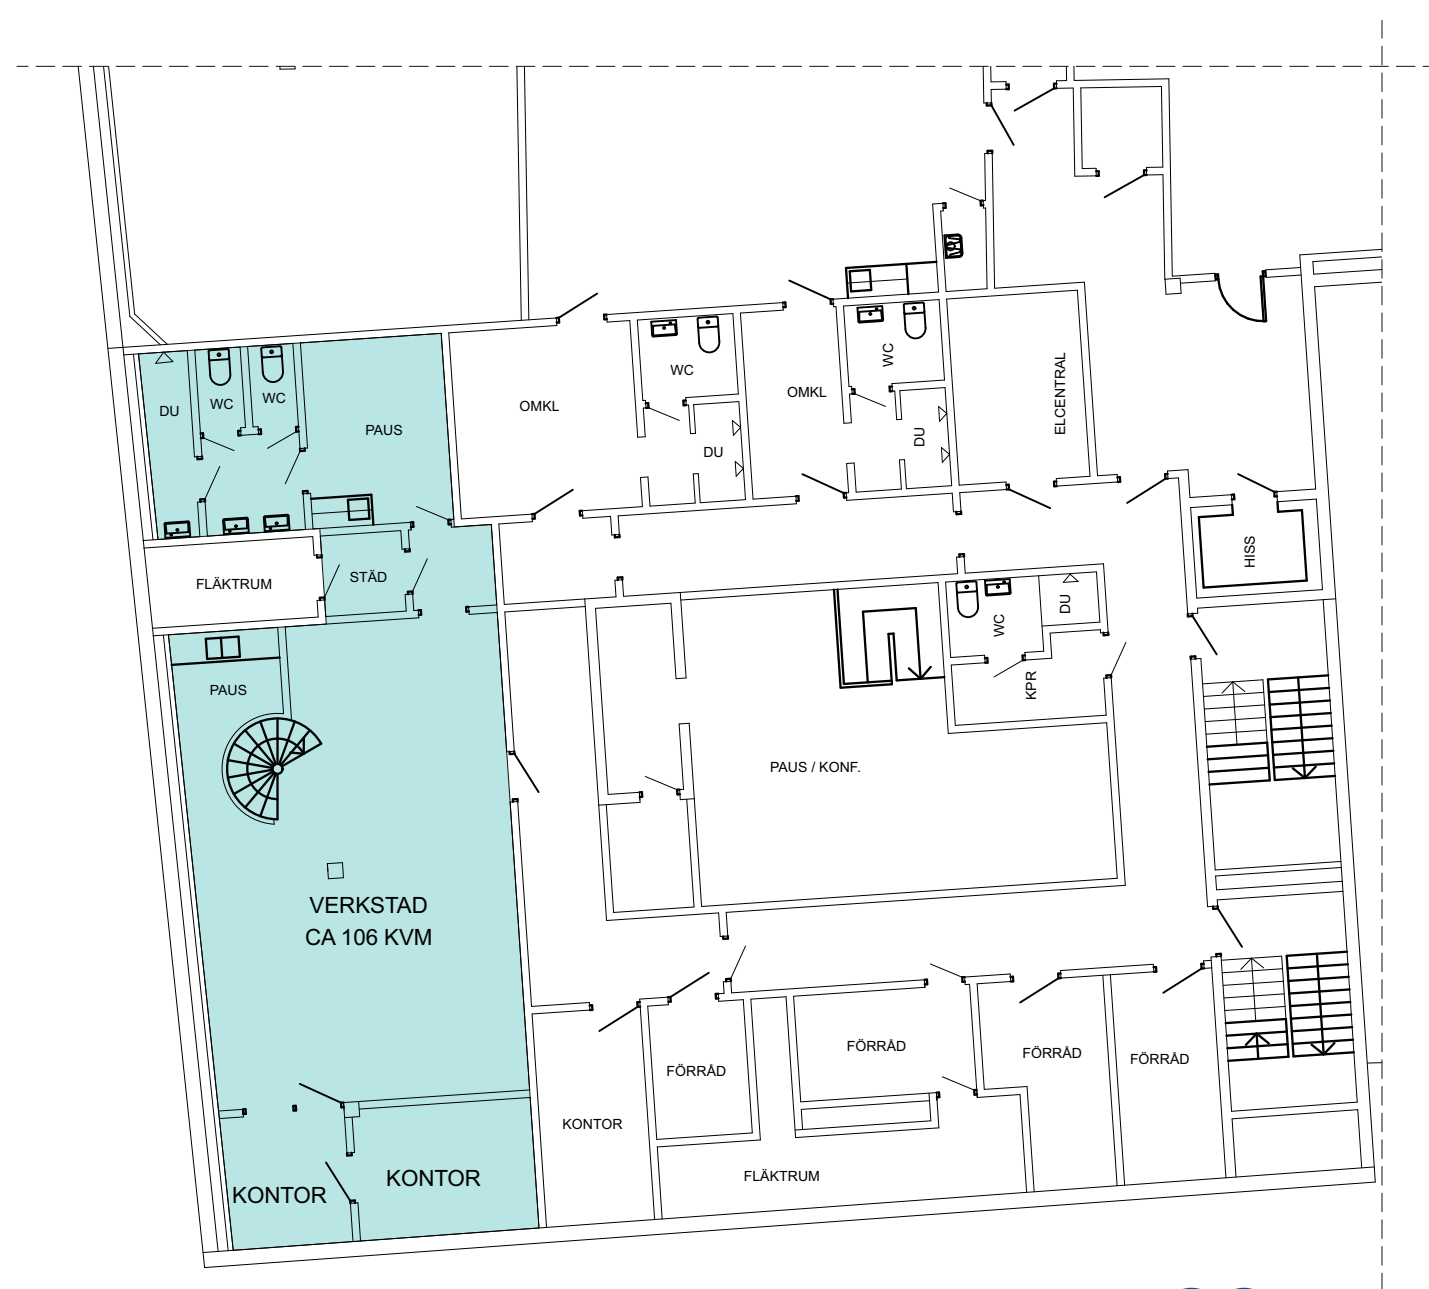 ELCENTRAL
WC
WC
OMKL
OMKL
DU
WC
WC
PAUS
DU
DU
HISS
FLÄKTRUM
STÄD
DU
WC
KPR
PAUS
PAUS / KONF.
VERKSTAD
CA 106 KVM
FÖRRÅD
FÖRRÅD
FÖRRÅD
FÖRRÅD
KONTOR
FLÄKTRUM
KONTOR
KONTOR